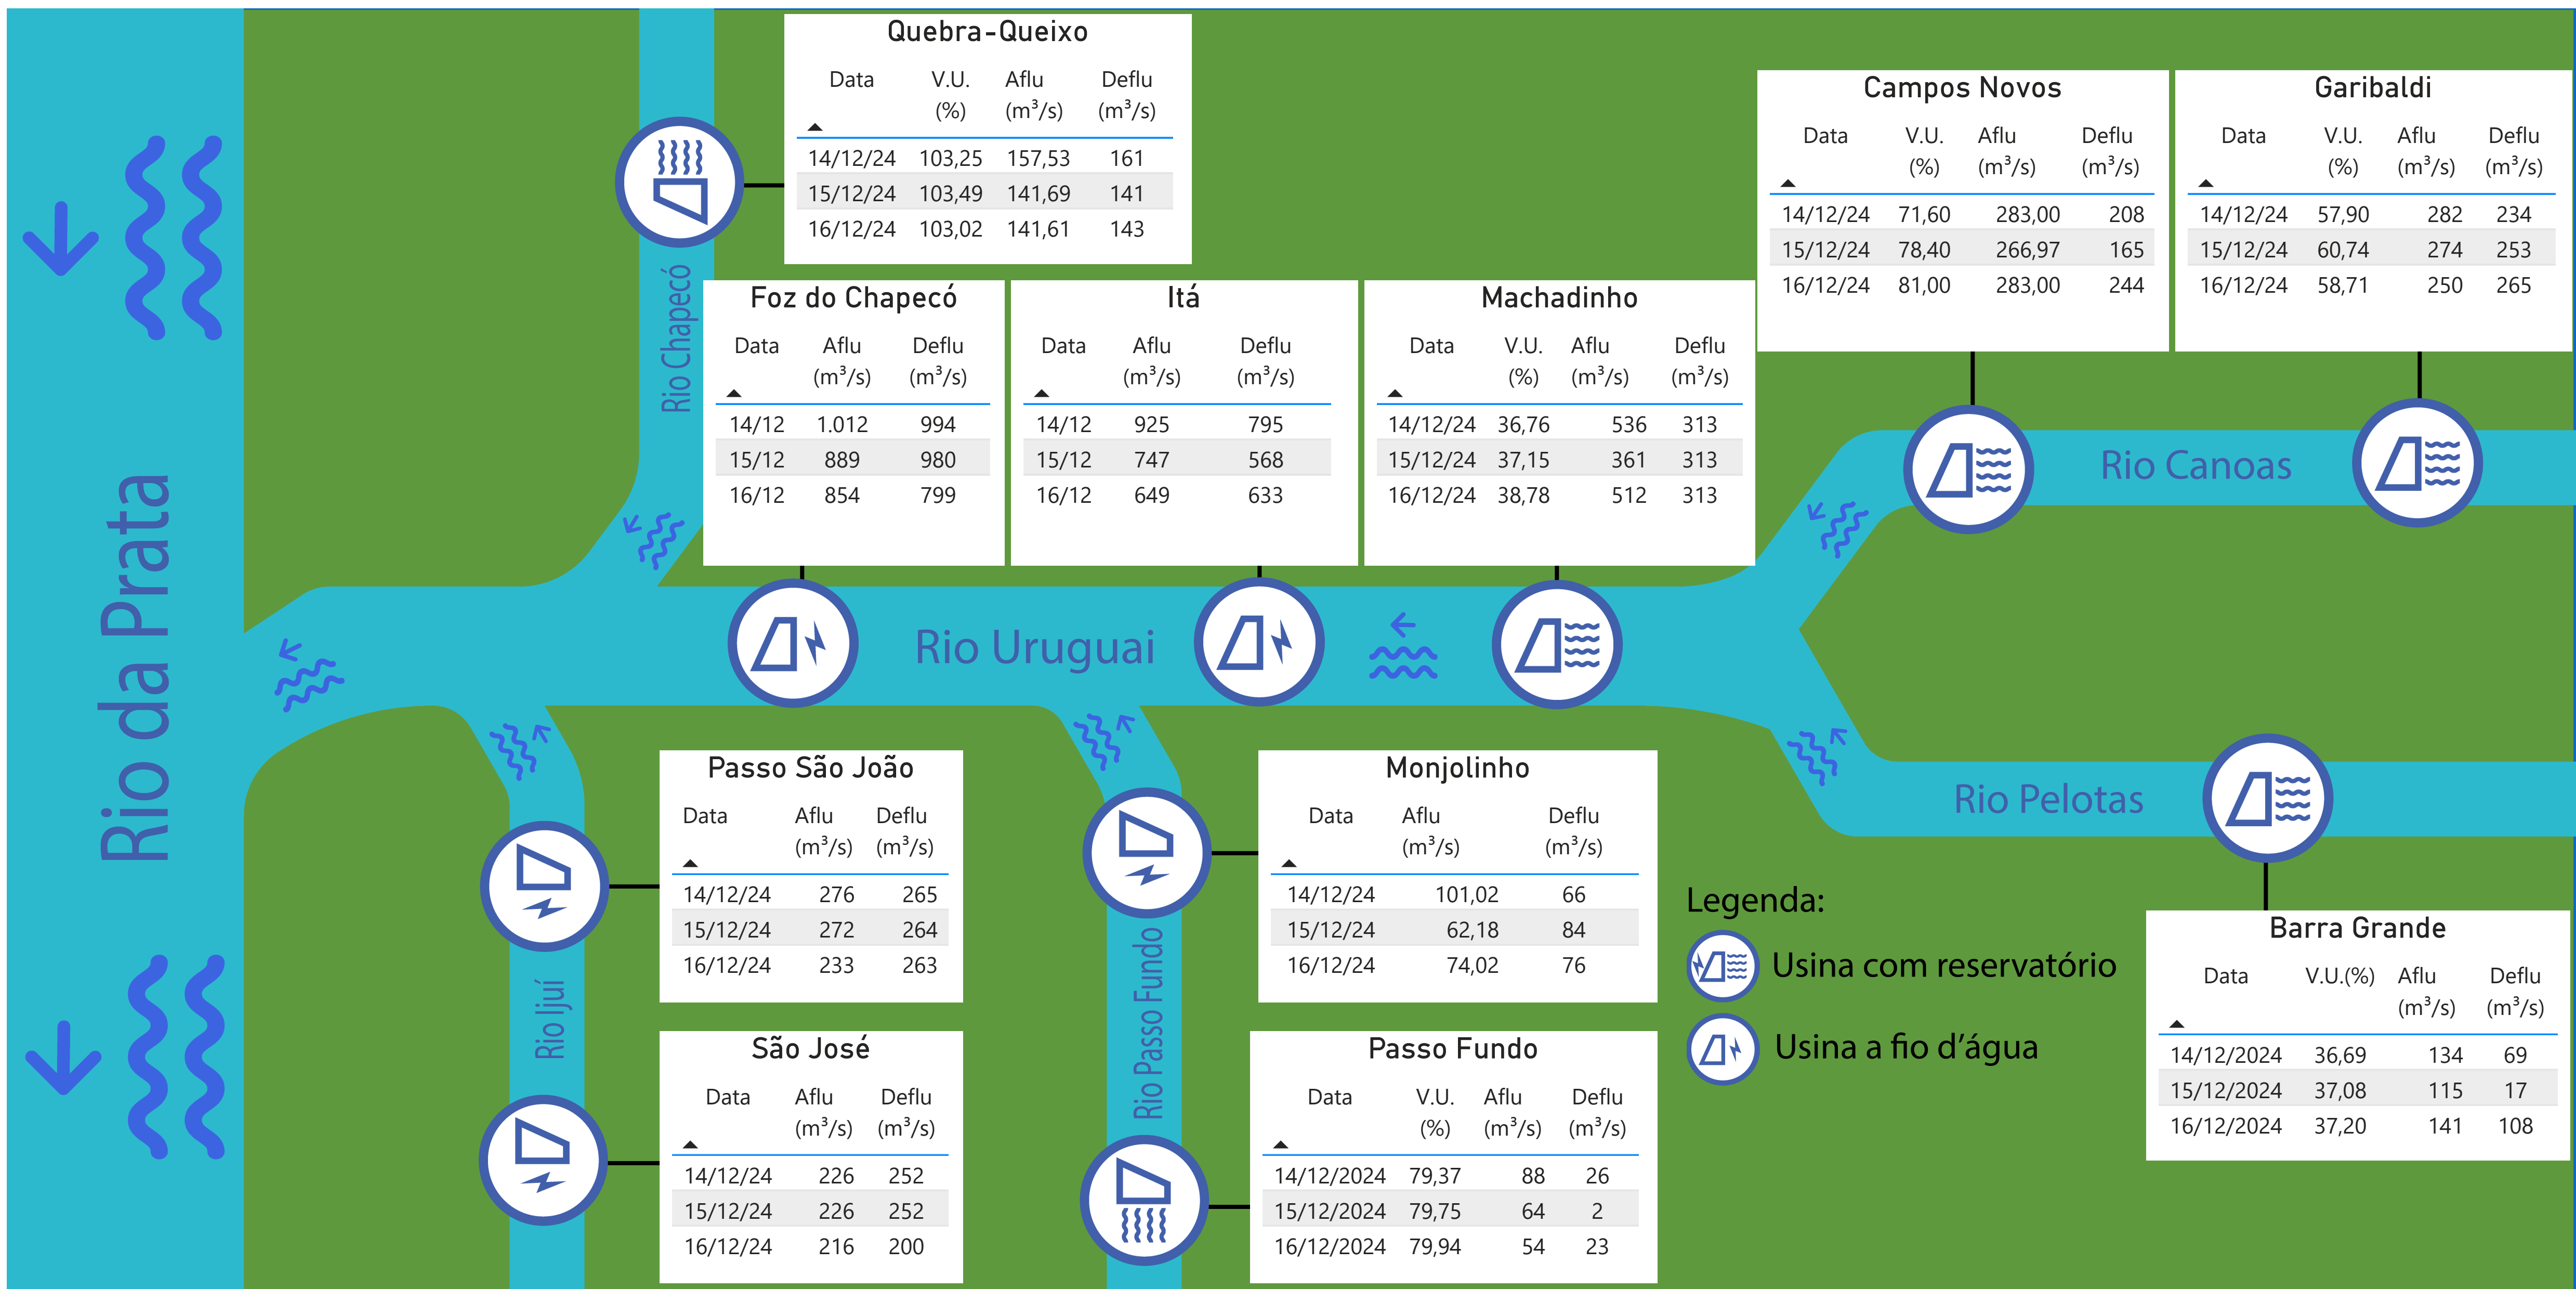 Rio da Prata
Quebra-Queixo
Data V.U. Aflu Deflu
(%) (m³/s) (m³/s)
14/12/24 103,25 157,53 161
15/12/24 103,49 141,69 141
16/12/24 103,02 141,61 143
Rio Chapecó
Campos Novos
Data V.U. Aflu Deflu
(%) (m³/s) (m³/s)
14/12/24 71,60 283,00 208
15/12/24 78,40 266,97 165
16/12/24 81,00 283,00 244
Garibaldi
Data V.U. Aflu Deflu
(%) (m³/s) (m³/s)
14/12/24 57,90 282 234
15/12/24 60,74 274 253
16/12/24 58,71 250 265
Foz do Chapecó
Data Aflu Deflu
(m³/s) (m³/s)
14/12 1.012 994
15/12 889 980
16/12 854 799
Itá
Data Aflu Deflu
(m³/s) (m³/s)
14/12 925 795
15/12 747 568
16/12 649 633
Machadinho
Data V.U. Aflu Deflu
(%) (m³/s) (m³/s)
14/12/24 36,76 536 313
15/12/24 37,15 361 313
16/12/24 38,78 512 313
Rio Canoas
Rio Uruguai
Rio Pelotas
Passo São João
Data Aflu Deflu
(m³/s) (m³/s)
14/12/24 276 265
15/12/24 272 264
16/12/24 233 263
Rio Ijuí
São José
Data Aflu Deflu
(m³/s) (m³/s)
14/12/24 226 252
15/12/24 226 252
16/12/24 216 200
Monjolinho
Data Aflu Deflu
(m³/s) (m³/s)
14/12/24 101,02 66
15/12/24 62,18 84
16/12/24 74,02 76
Rio Passo Fundo
Passo Fundo
Data V.U. Aflu Deflu
(%) (m³/s) (m³/s)
14/12/2024 79,37 88 26
15/12/2024 79,75 64 2
16/12/2024 79,94 54 23
Legenda:
Usina com reservatório
Usina a fio d'água
Barra Grande
Data V.U.(%) Aflu Deflu
(m³/s) (m³/s)
14/12/2024 36,69 134 69
15/12/2024 37,08 115 17
16/12/2024 37,20 141 108